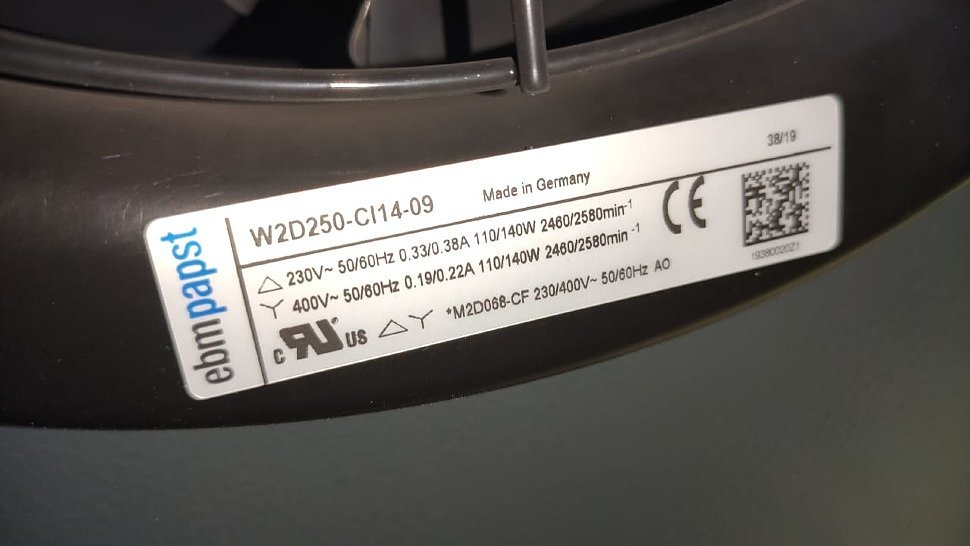 38/19
W2D250-CI14-09 Made in Germany
△ 230V~ 50/60Hz 0.33/0.38A 110/140W 2460/2580min⁻¹
Y 400V~ 50/60Hz 0.19/0.22A 110/140W 2460/2580min⁻¹
CE
1938002021
c RU US △ Y *M2D068-CF 230/400V~ 50/60Hz AO
ebmpapst